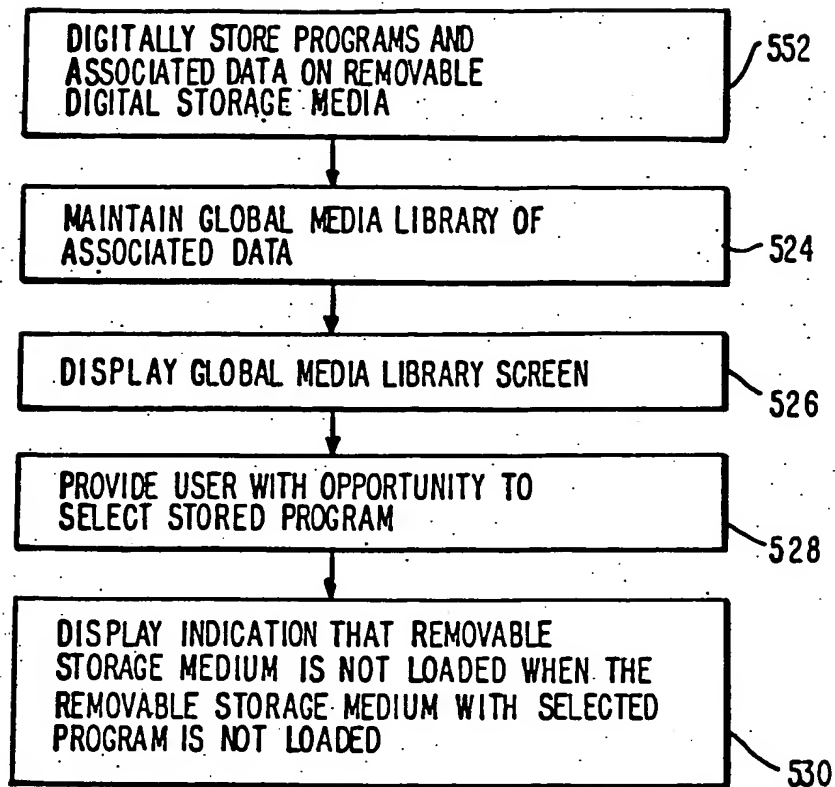 DIGITALLY STORE PROGRAMS AND
ASSOCIATED DATA ON REMOVABLE
DIGITAL STORAGE MEDIA
552
MAINTAIN GLOBAL MEDIA LIBRARY OF
ASSOCIATED DATA
524
DISPLAY GLOBAL MEDIA LIBRARY SCREEN
526
PROVIDE USER WITH OPPORTUNITY TO
SELECT STORED PROGRAM
528
DISPLAY INDICATION THAT REMOVABLE
STORAGE MEDIUM IS NOT LOADED WHEN THE
REMOVABLE STORAGE MEDIUM WITH SELECTED
PROGRAM IS NOT LOADED
530